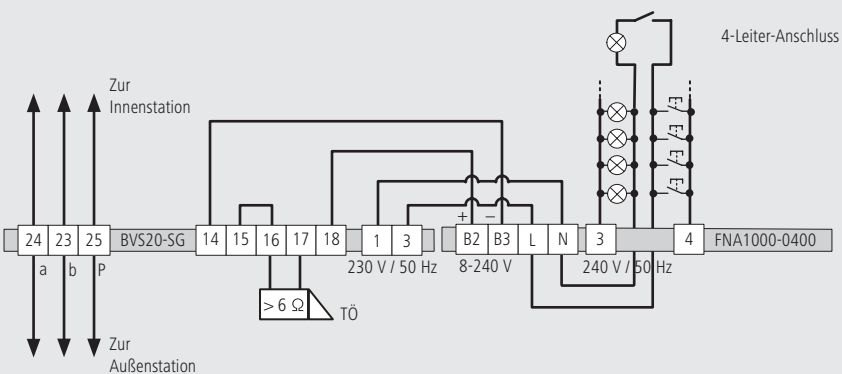 4-Leiter-Anschluss
Zur
Innenstation
+ –
24 23 25 BVS20-SG 14 15 16 17 18 1 3 B2 B3 L N 3 4 FNA1000-0400
a b P 230 V / 50 Hz 8-240 V 240 V / 50 Hz
> 6 Ω TÖ
Zur
Außenstation